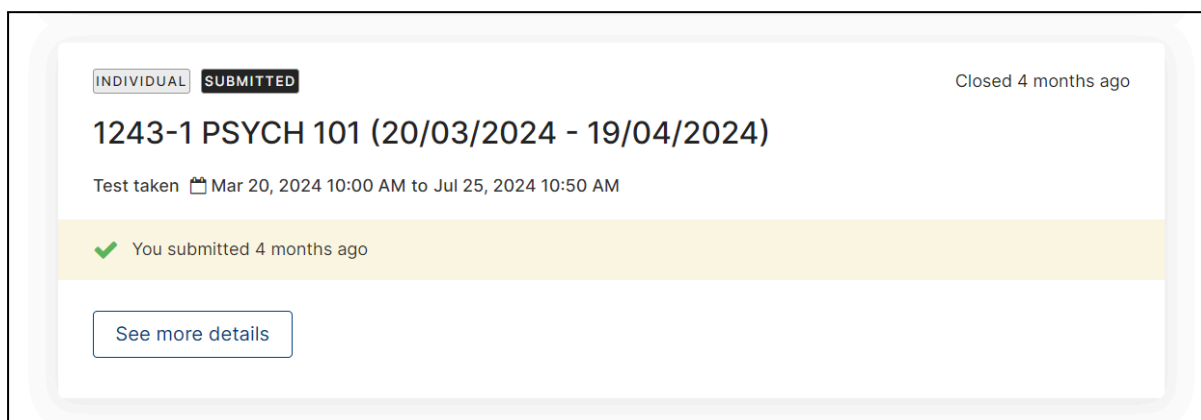 INDIVIDUAL SUBMITTED Closed 4 months ago
1243-1 PSYCH 101 (20/03/2024 - 19/04/2024)
Test taken Mar 20, 2024 10:00 AM to Jul 25, 2024 10:50 AM
You submitted 4 months ago
See more details